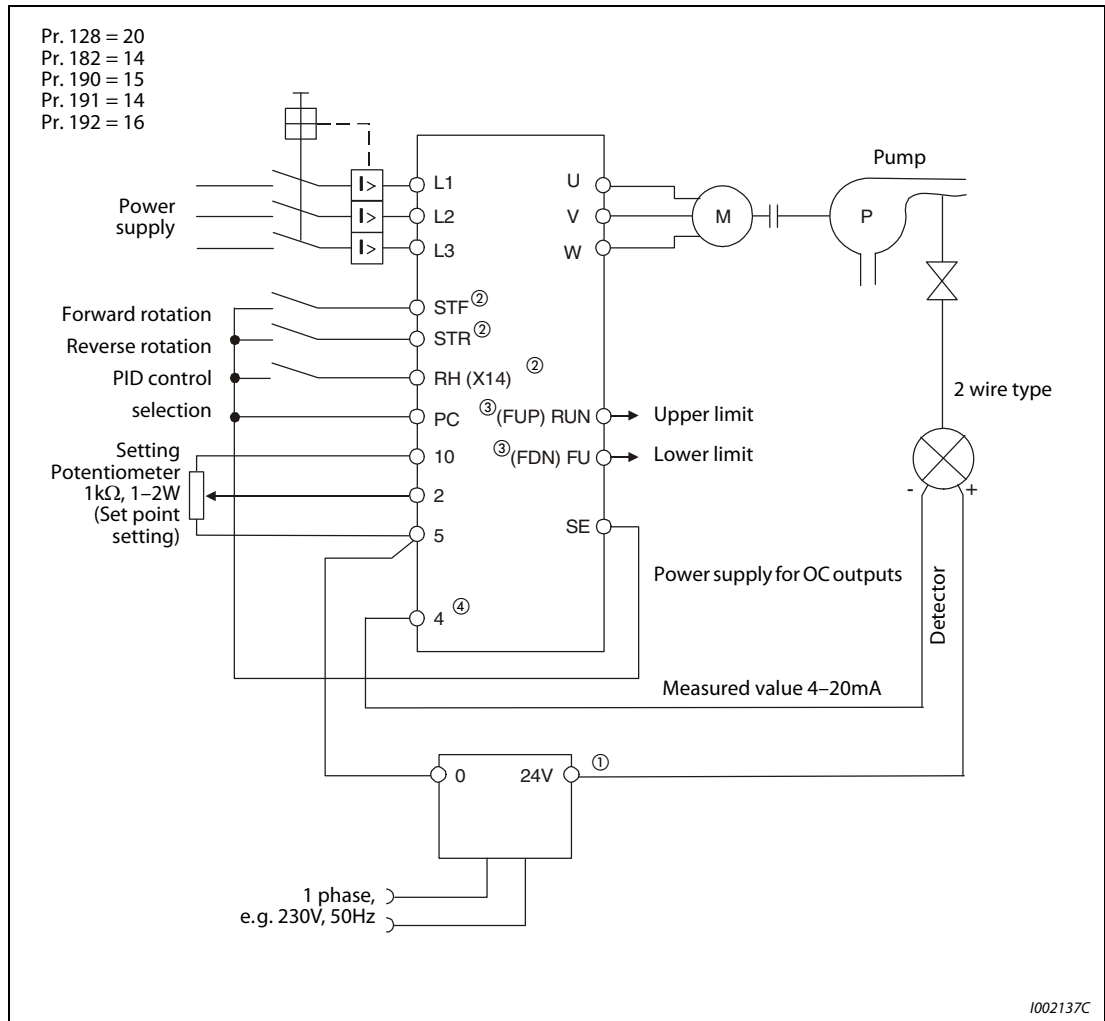 Pr. 128 = 20
Pr. 182 = 14
Pr. 190 = 15
Pr. 191 = 14
Pr. 192 = 16
Power
supply
I>
I>
I>
L1
L2
L3
U
V
W
M
Pump
P
Forward rotation
Reverse rotation
PID control
selection
STF ②
STR ②
RH (X14) ②
PC
10
2
5
4 ④
Setting
Potentiometer
1kΩ, 1–2W
(Set point
setting)
③ (FUP) RUN
③ (FDN) FU
SE
Upper limit
Lower limit
2 wire type
- +
Power supply for OC outputs
Detector
Measured value 4–20mA
0 24V ①
1 phase,
e.g. 230V, 50Hz
I002137C